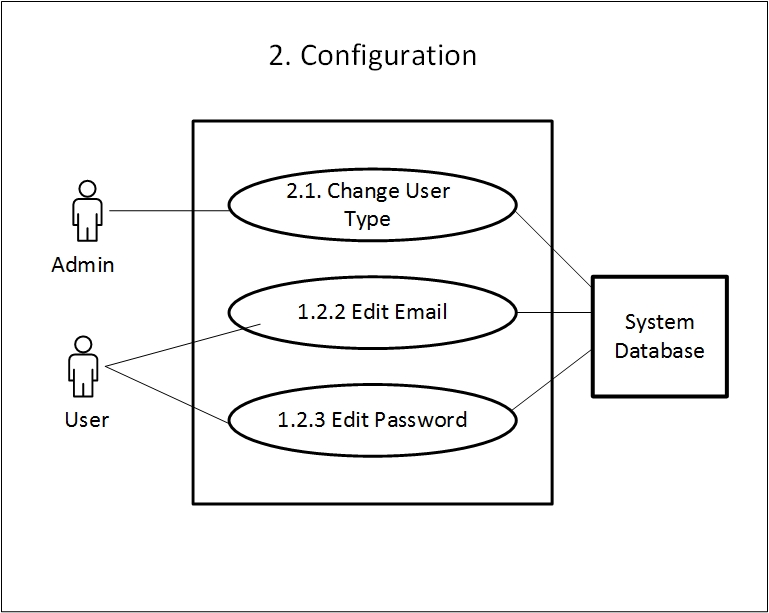 2. Configuration
2.1. Change User
Type
Admin
1.2.2 Edit Email
System
Database
User
1.2.3 Edit Password